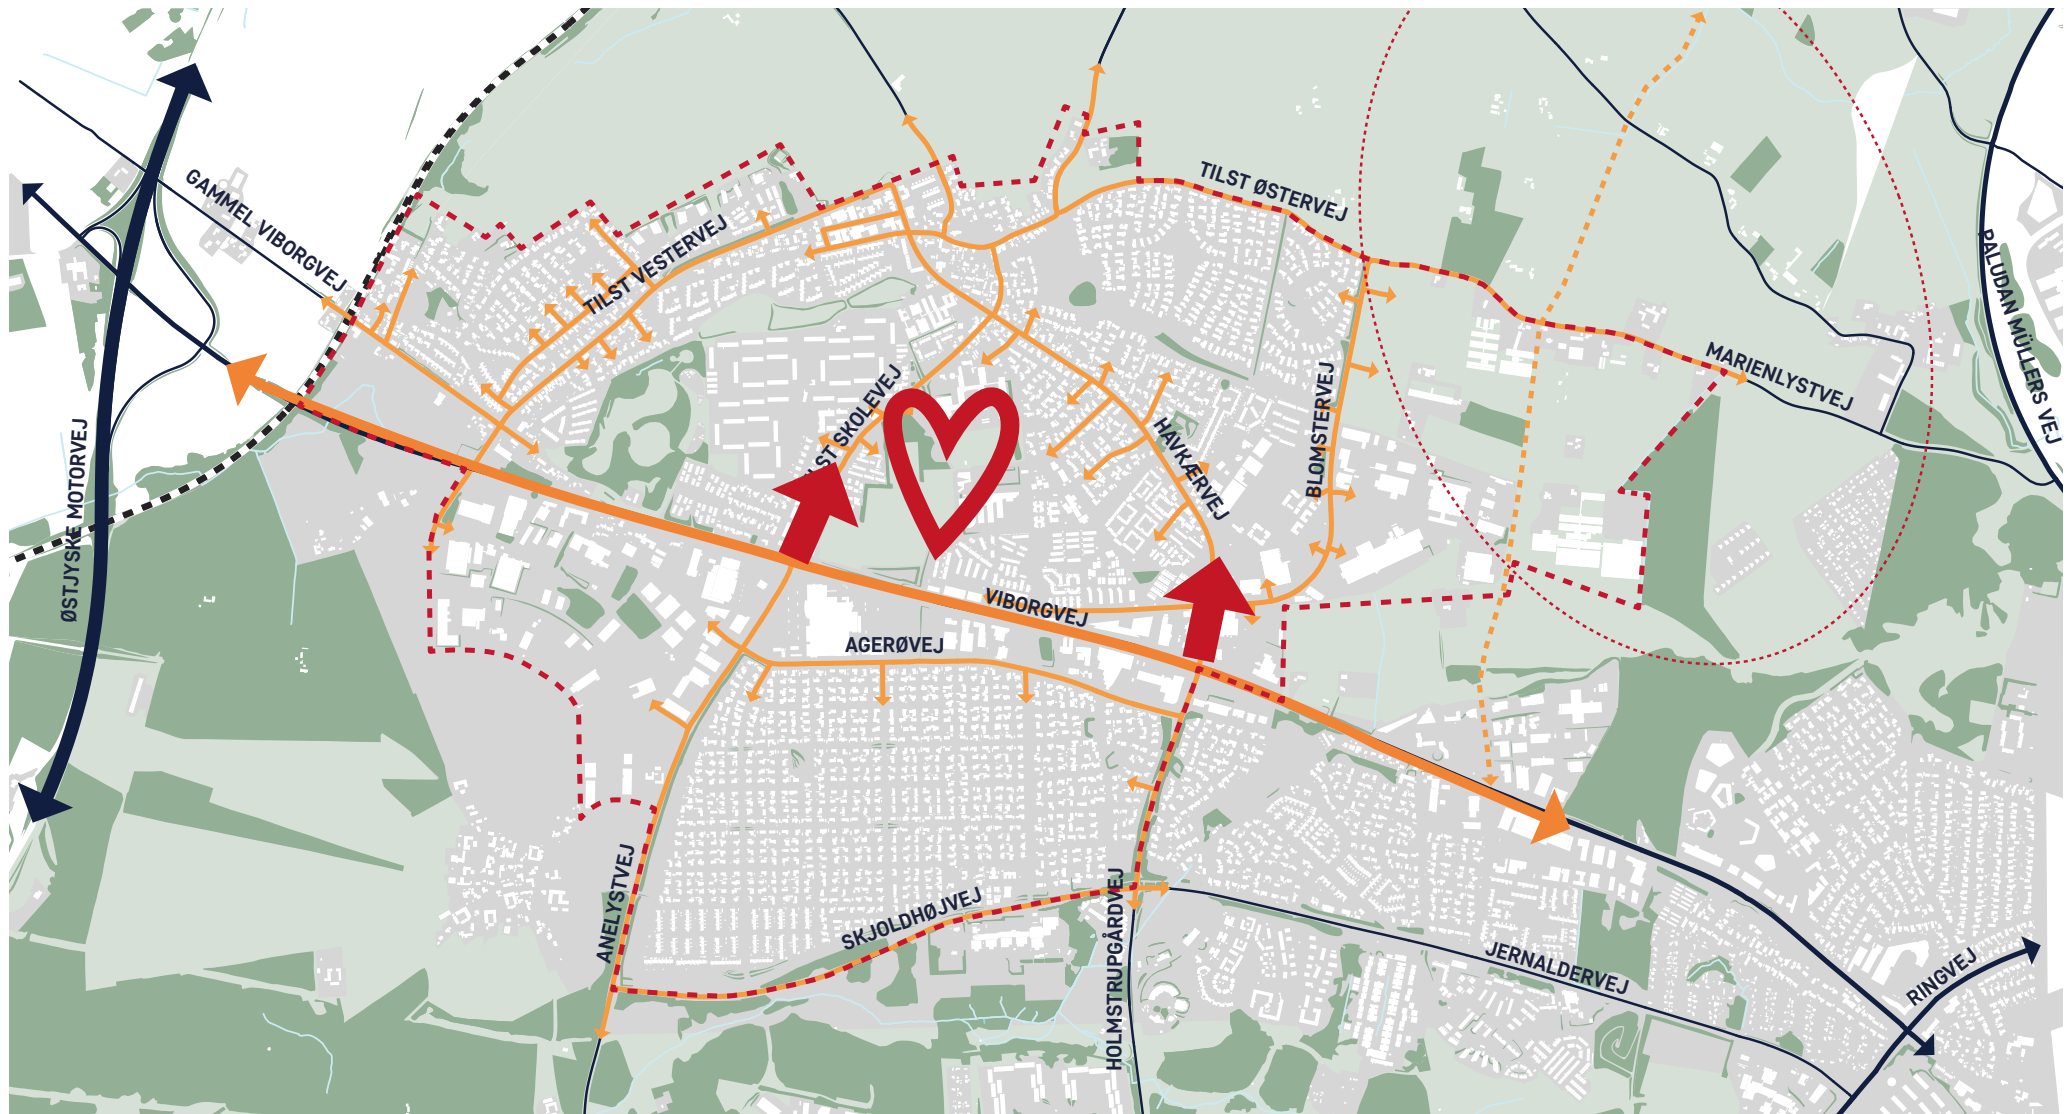 TILST ØSTERVEJ
GAMMEL VIBORGVEJ
TILST VESTERVEJ
PALUDAN MÜLLERS VEJ
MARIENLYSTVEJ
SKOLEVEJ
BLOMSTERVEJ
HAVKÆRVEJ
ØSTJYSKE MOTORVEJ
VIBORGVEJ
AGERØVEJ
ANELYSTVEJ
SKJOLDHØJVEJ
HOLMSTRUPGÅRDVEJ
JERNALDERVEJ
RINGVEJ